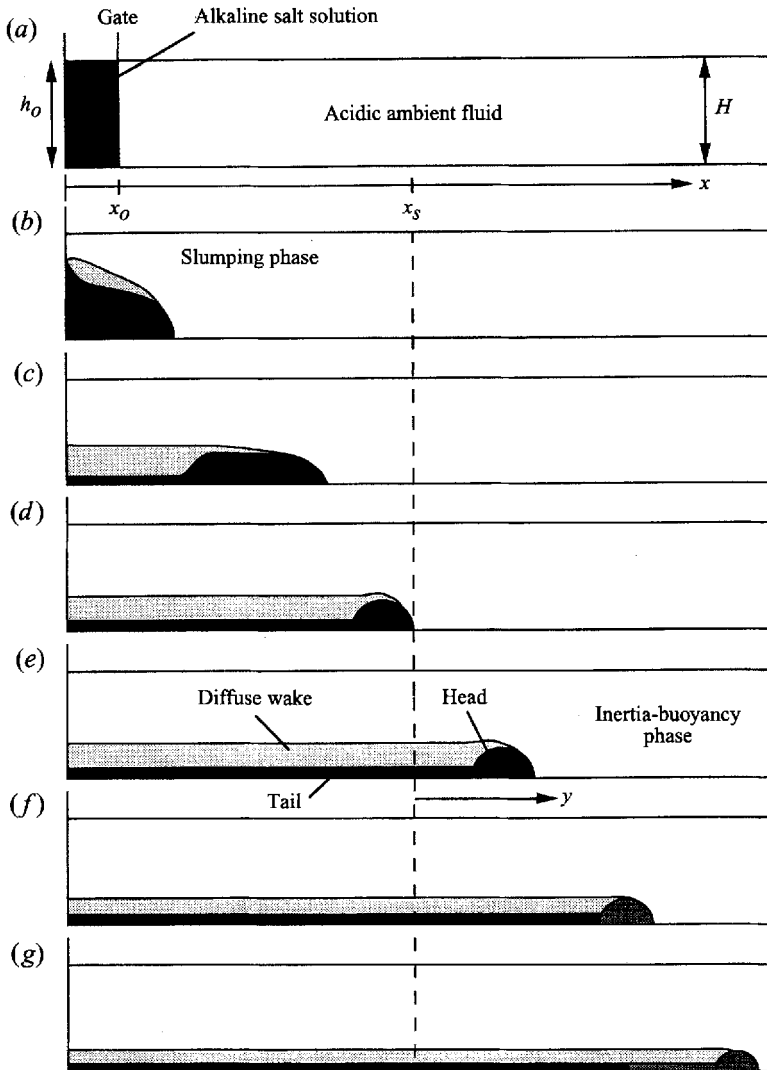 Gate
Alkaline salt solution
(a)
h_o
Acidic ambient fluid
H
x
x_o
x_s
(b)
Slumping phase
(c)
(d)
(e)
Diffuse wake
Head
Inertia-buoyancy
phase
Tail
y
(f)
(g)